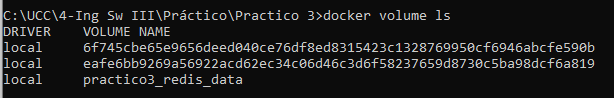 C:\UCC\4-Ing Sw III\Práctico\Practico 3>docker volume ls
DRIVER    VOLUME NAME
local     6f745cbe65e9656deed040ce76df8ed8315423c1328769950cf6946abcfe590b
local     eafe6bb9269a56922acd62ec34c06d46c3d6f58237659d8730c5ba98dcf6a819
local     practico3_redis_data